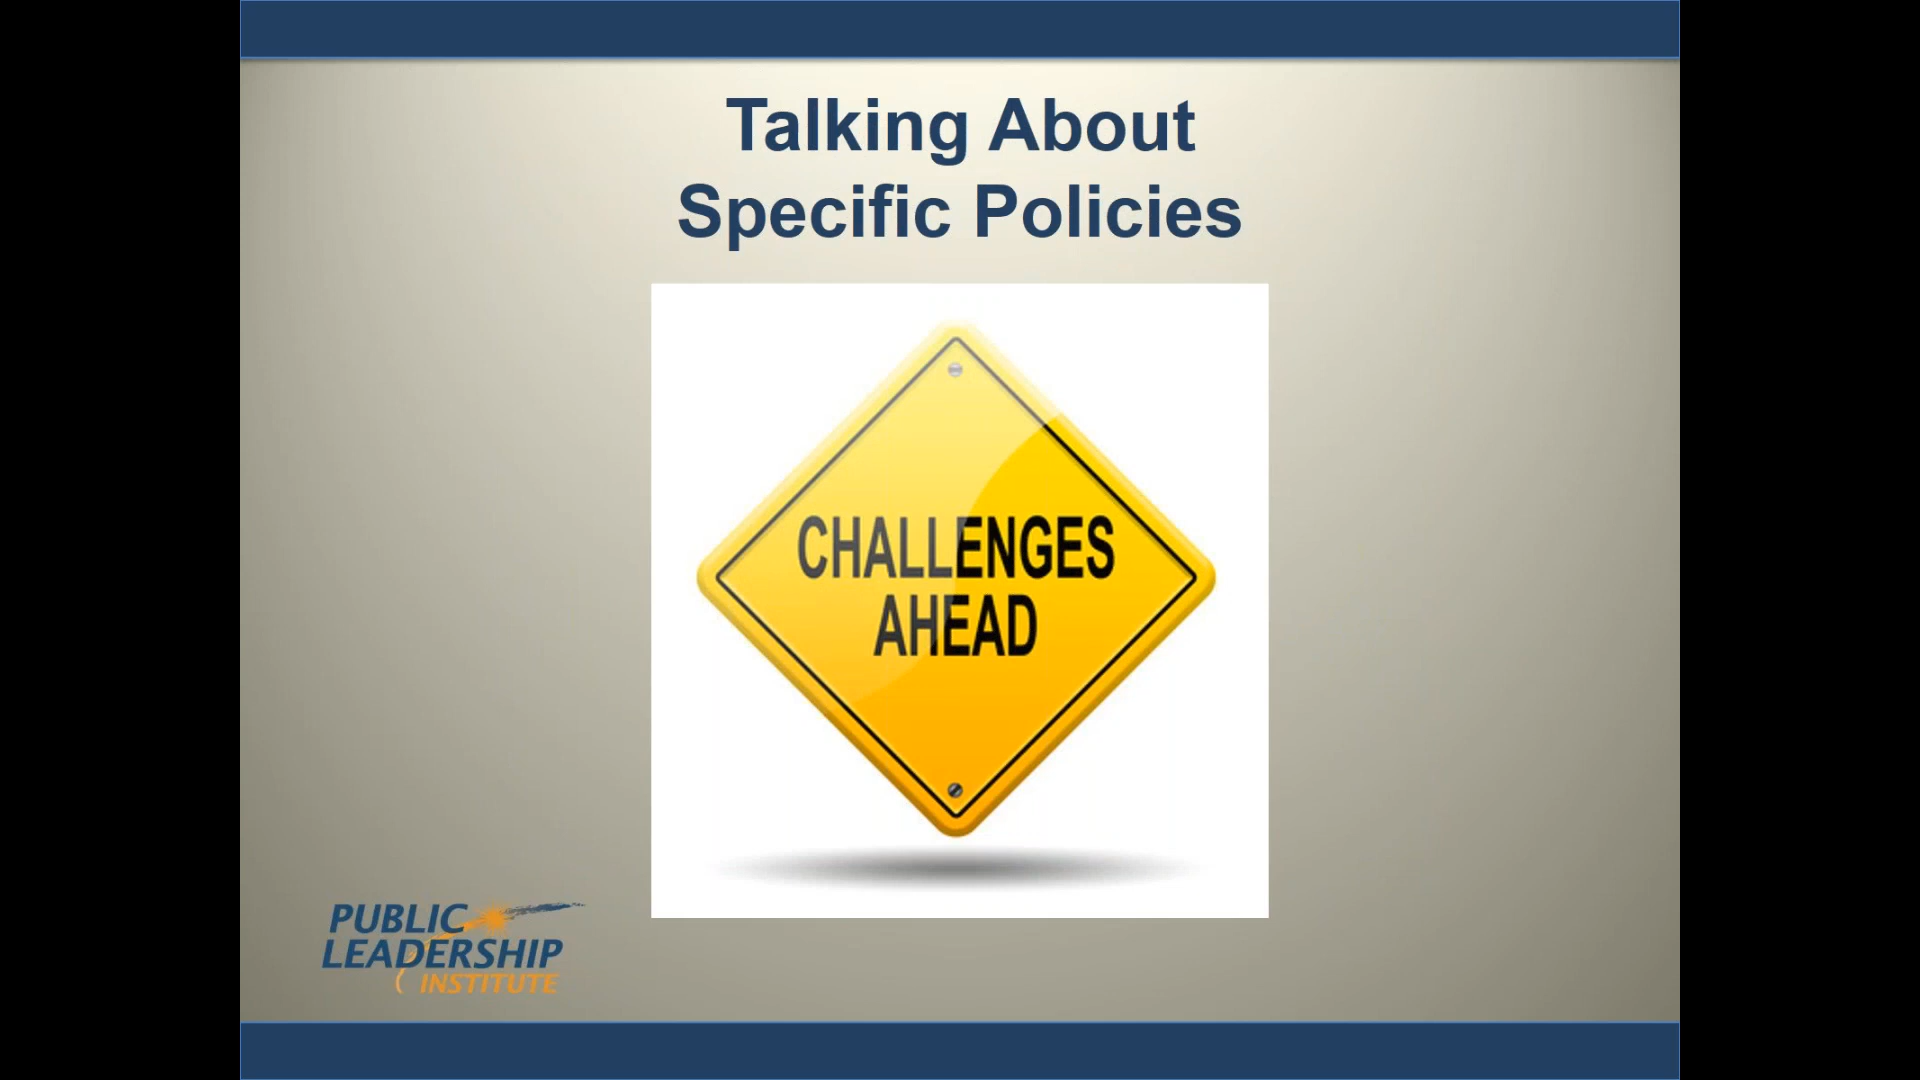 Talking About
Specific Policies
CHALLENGES
AHEAD
PUBLIC
LEADERSHIP
INSTITUTE